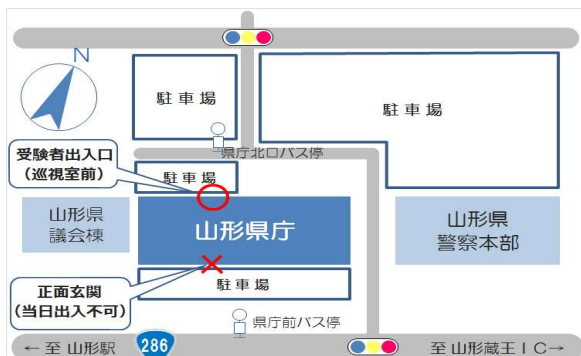 N
駐車場
駐車場
県庁北口バス停
受験者出入口
(巡視室前)
駐車場
山形県
議会棟
山形県庁
山形県
警察本部
正面玄関
(当日出入不可)
駐車場
県庁前バス停
← 至 山形駅
286
至 山形蔵王IC→